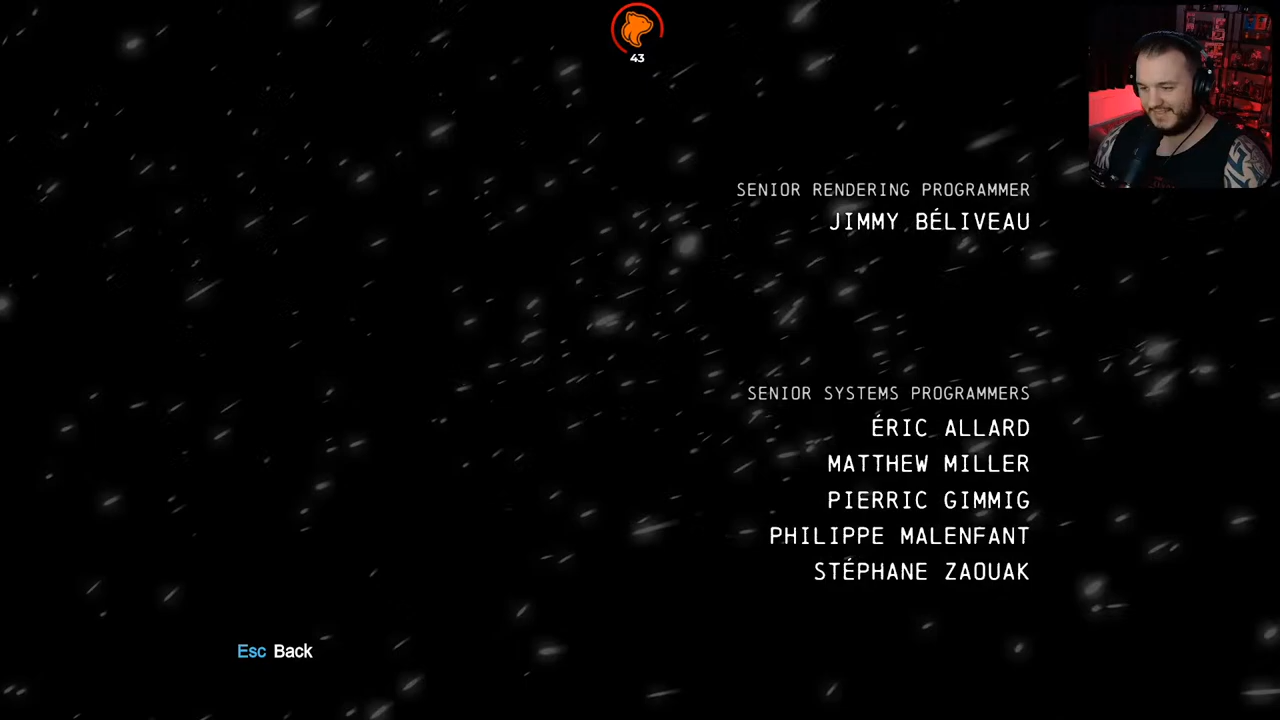 43
SENIOR RENDERING PROGRAMMER
JIMMY BÉLIVEAU
SENIOR SYSTEMS PROGRAMMERS
ÉRIC ALLARD
MATTHEW MILLER
PIERRIC GIMMIG
PHILIPPE MALENFANT
STÉPHANE ZAOUAK
Esc Back